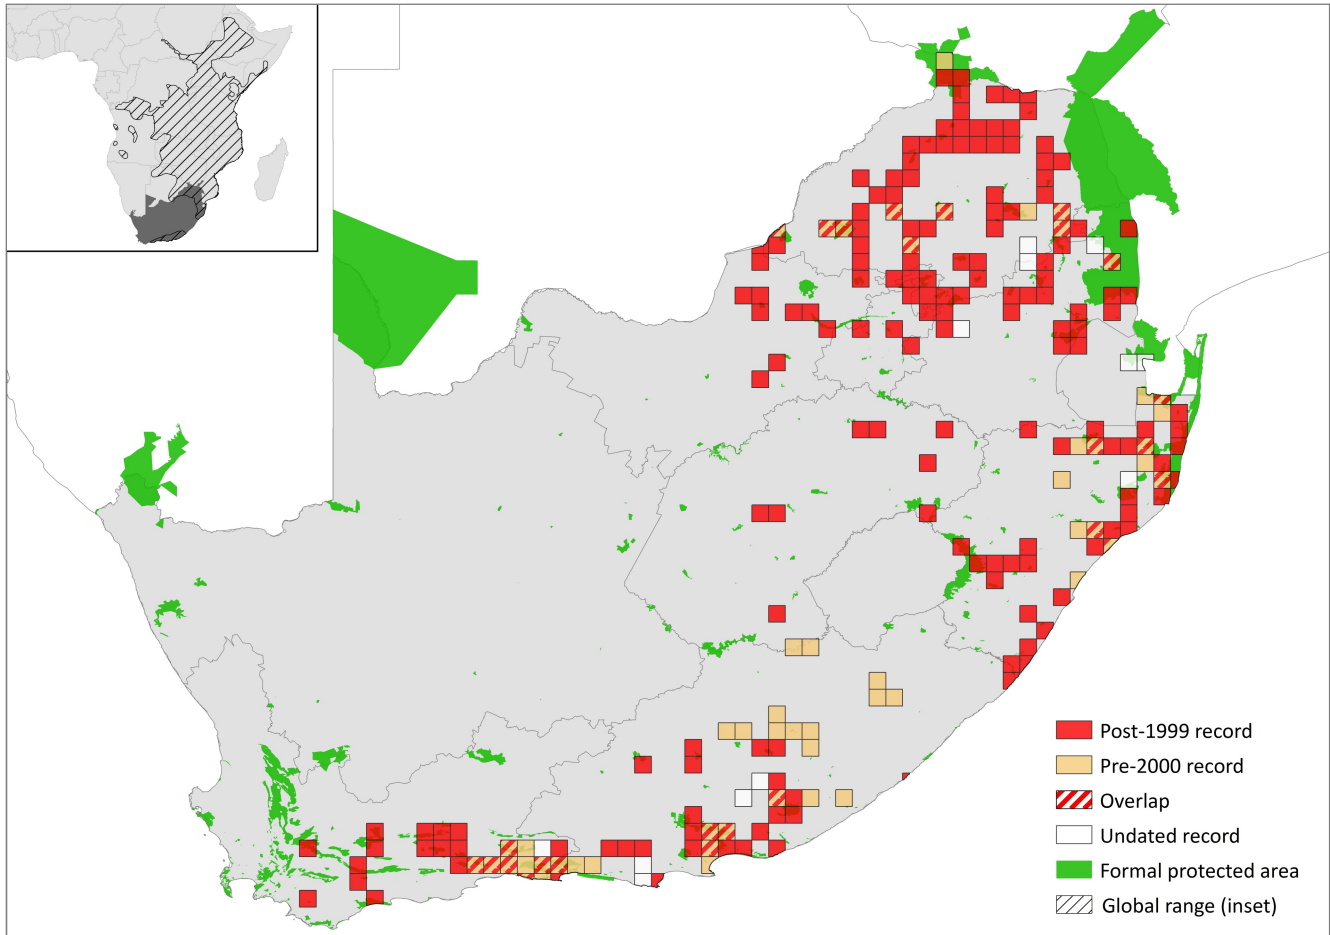 Post-1999 record
Pre-2000 record
Overlap
Undated record
Formal protected area
Global range (inset)